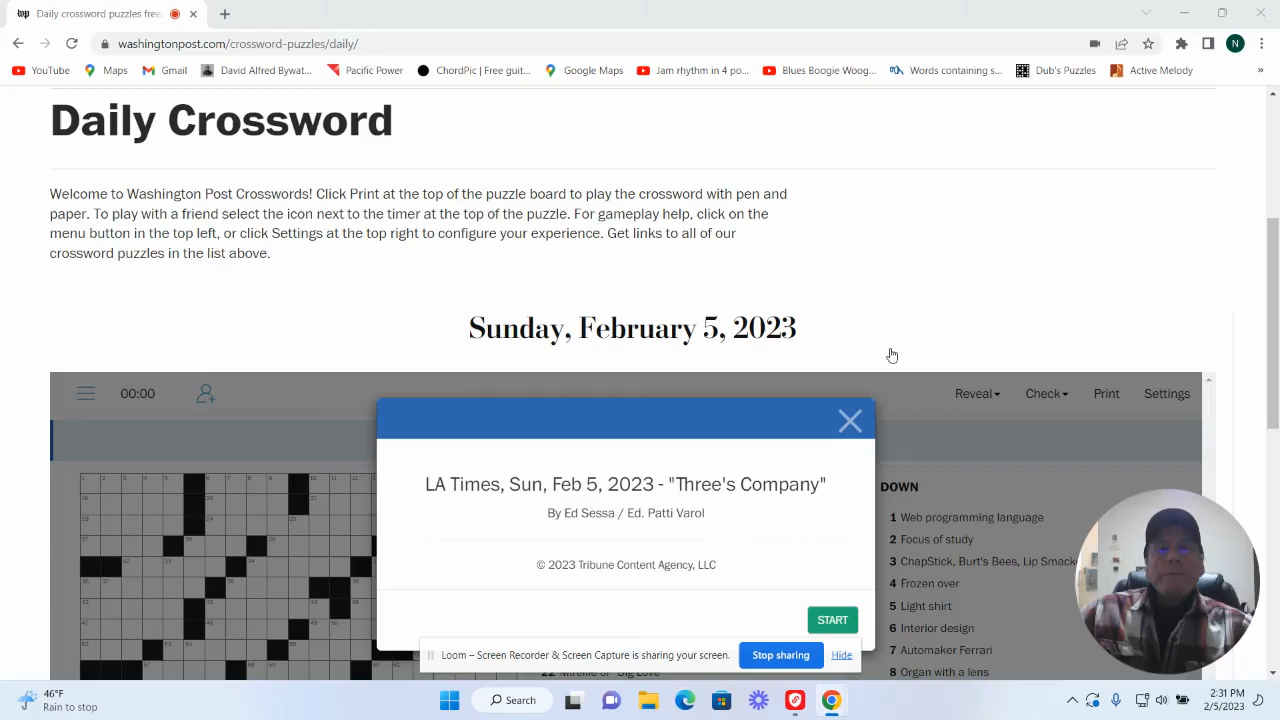 Daily crossword puzzles free
washingtonpost.com/crossword-puzzles/daily/
N
YouTube Maps Gmail David Alfred Bywat... Pacific Power ChordPic | Free guit... Google Maps Jam rhythm in 4 po... Blues Boogie Woog... Words containing s... Dub's Puzzles Active Melody »
Daily Crossword
Welcome to Washington Post Crosswords! Click Print at the top of the puzzle board to play the crossword with pen and
paper. To play with a friend select the icon next to the timer at the top of the puzzle. For gameplay help, click on the
menu button in the top left, or click Settings at the top right to configure your experience. Get links to all of our
crossword puzzles in the list above.
Sunday, February 5, 2023
00:00 Reveal Check Print Settings
LA Times, Sun, Feb 5, 2023 - "Three's Company"
By Ed Sessa / Ed. Patti Varol
© 2023 Tribune Content Agency, LLC
START
DOWN
1 Web programming language
2 Focus of study
3 ChapStick, Burt's Bees, Lip Smack
4 Frozen over
5 Light shirt
6 Interior design
7 Automaker Ferrari
8 Organ with a lens
Loom – Screen Recorder & Screen Capture is sharing your screen. Stop sharing Hide
46°F
Rain to stop
Search
2:31 PM
2/5/2023